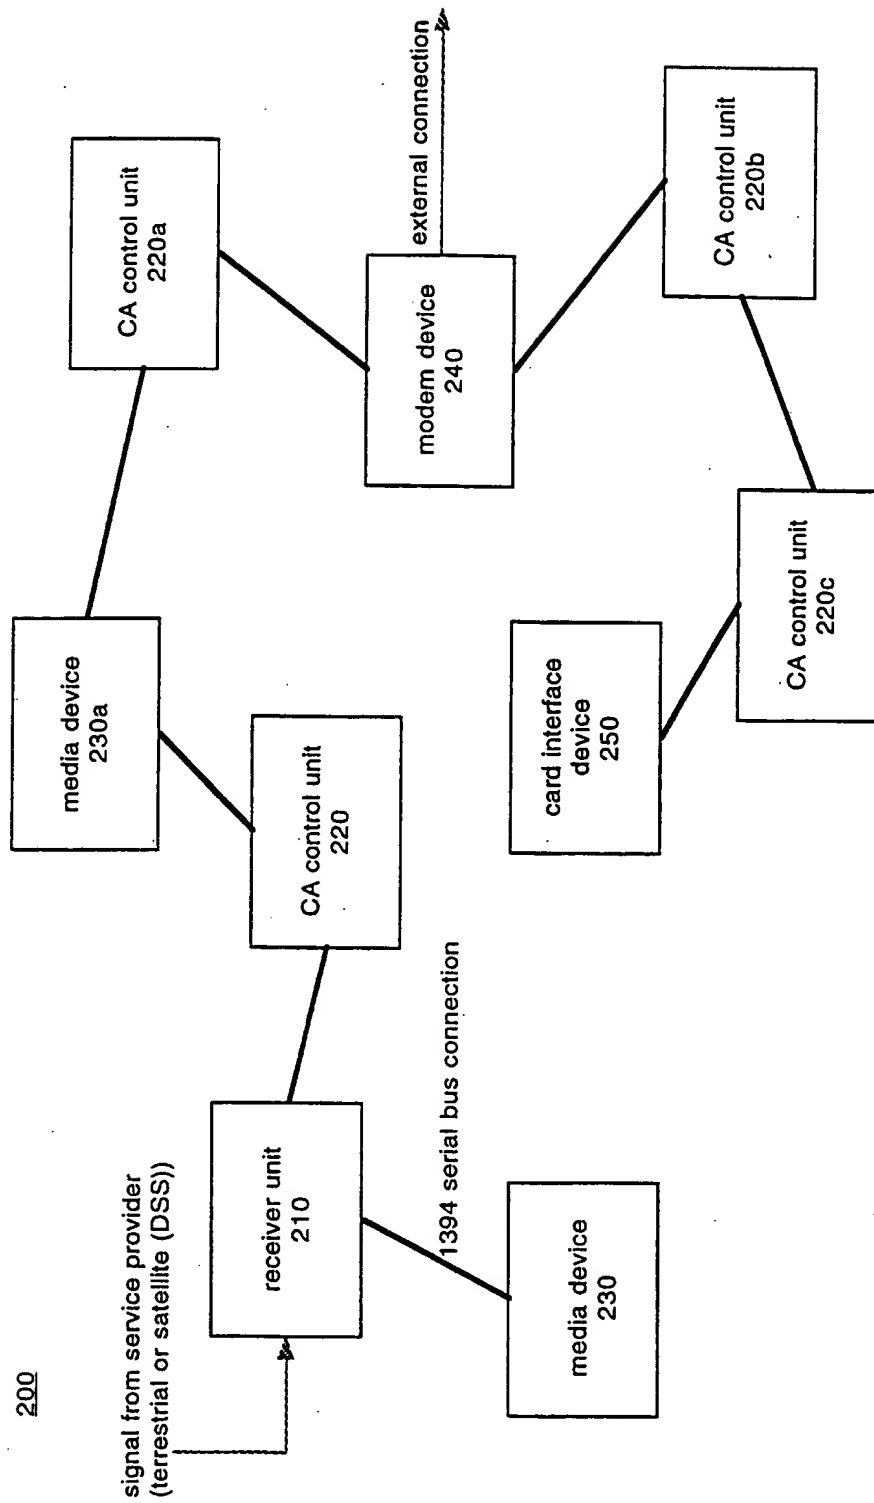 200
signal from service provider
(terrestrial or satellite (DSS))
receiver unit
210
1394 serial bus connection
media device
230
CA control unit
220
media device
230a
CA control unit
220a
modem device
240
external connection
CA control unit
220b
CA control unit
220c
card interface
device
250